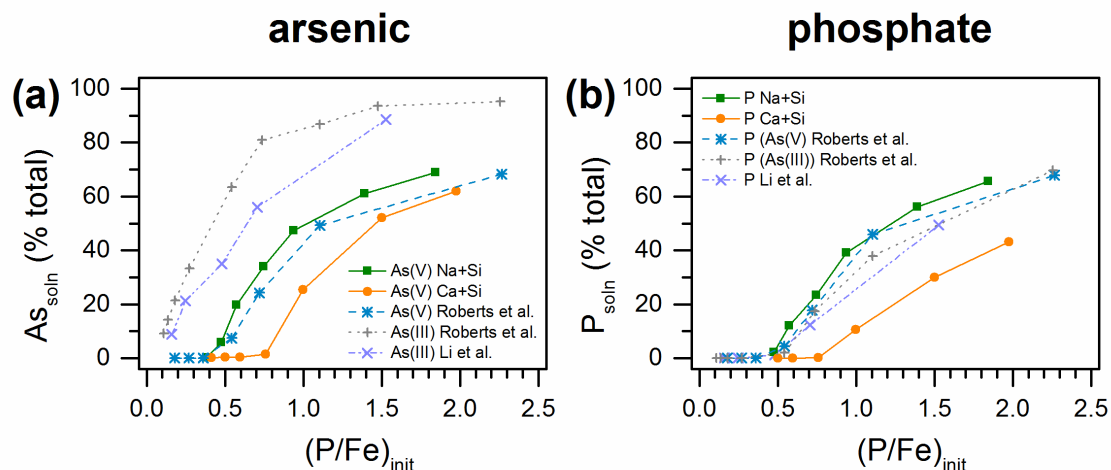 arsenic
phosphate
(a)
As_soln (% total)
100
80
60
40
20
0
As(V) Na+Si
As(V) Ca+Si
As(V) Roberts et al.
As(III) Roberts et al.
As(III) Li et al.
0.0 0.5 1.0 1.5 2.0 2.5
(P/Fe)_init
(b)
P_soln (% total)
100
80
60
40
20
0
P Na+Si
P Ca+Si
P (As(V) Roberts et al.
P (As(III)) Roberts et al.
P Li et al.
0.0 0.5 1.0 1.5 2.0 2.5
(P/Fe)_init